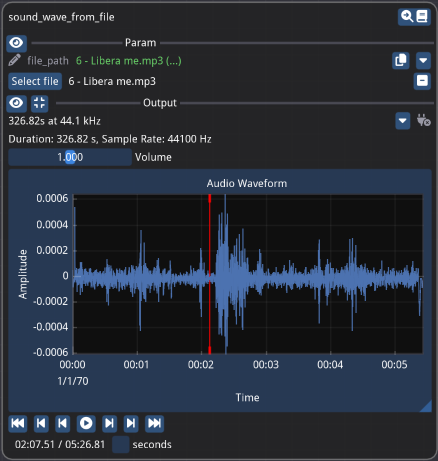 sound_wave_from_file
Param
file_path 6 - Libera me.mp3 (...)
Select file 6 - Libera me.mp3
Output
326.82s at 44.1 kHz
Duration: 326.82 s, Sample Rate: 44100 Hz
1.000 Volume
Audio Waveform
0.0006
0.0004
0.0002
0
-0.0002
-0.0004
-0.0006
Amplitude
00:00 00:01 00:02 00:03 00:04 00:05
1/1/70
Time
02:07.51 / 05:26.81 seconds